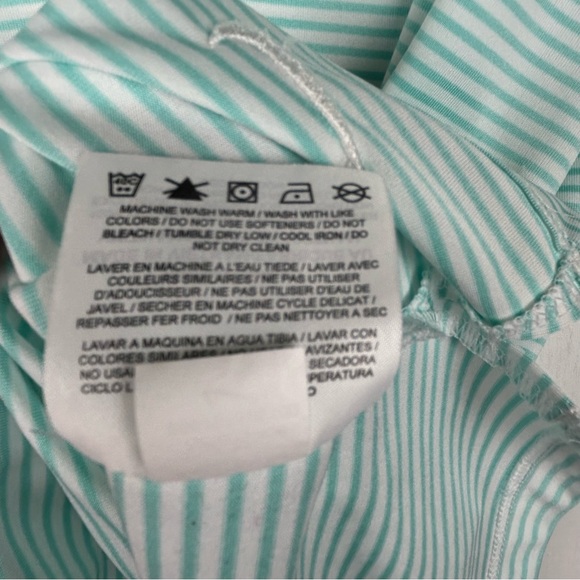 MACHINE WASH WARM / WASH WITH LIKE
COLORS / DO NOT USE SOFTENERS / DO NOT
BLEACH / TUMBLE DRY LOW / COOL IRON / DO
NOT DRY CLEAN
LAVER EN MACHINE A L'EAU TIEDE / LAVER AVEC
COULEURS SIMILAIRES / NE PAS UTILISER
D'ADOUCISSEUR / NE PAS UTILISER D'EAU DE
JAVEL / SECHER EN MACHINE CYCLE DELICAT /
REPASSER FER FROID / NE PAS NETTOYER A SEC
LAVAR A MAQUINA EN AGUA TIBIA / LAVAR CON
COLORES
NO
SECADORA
CICLO